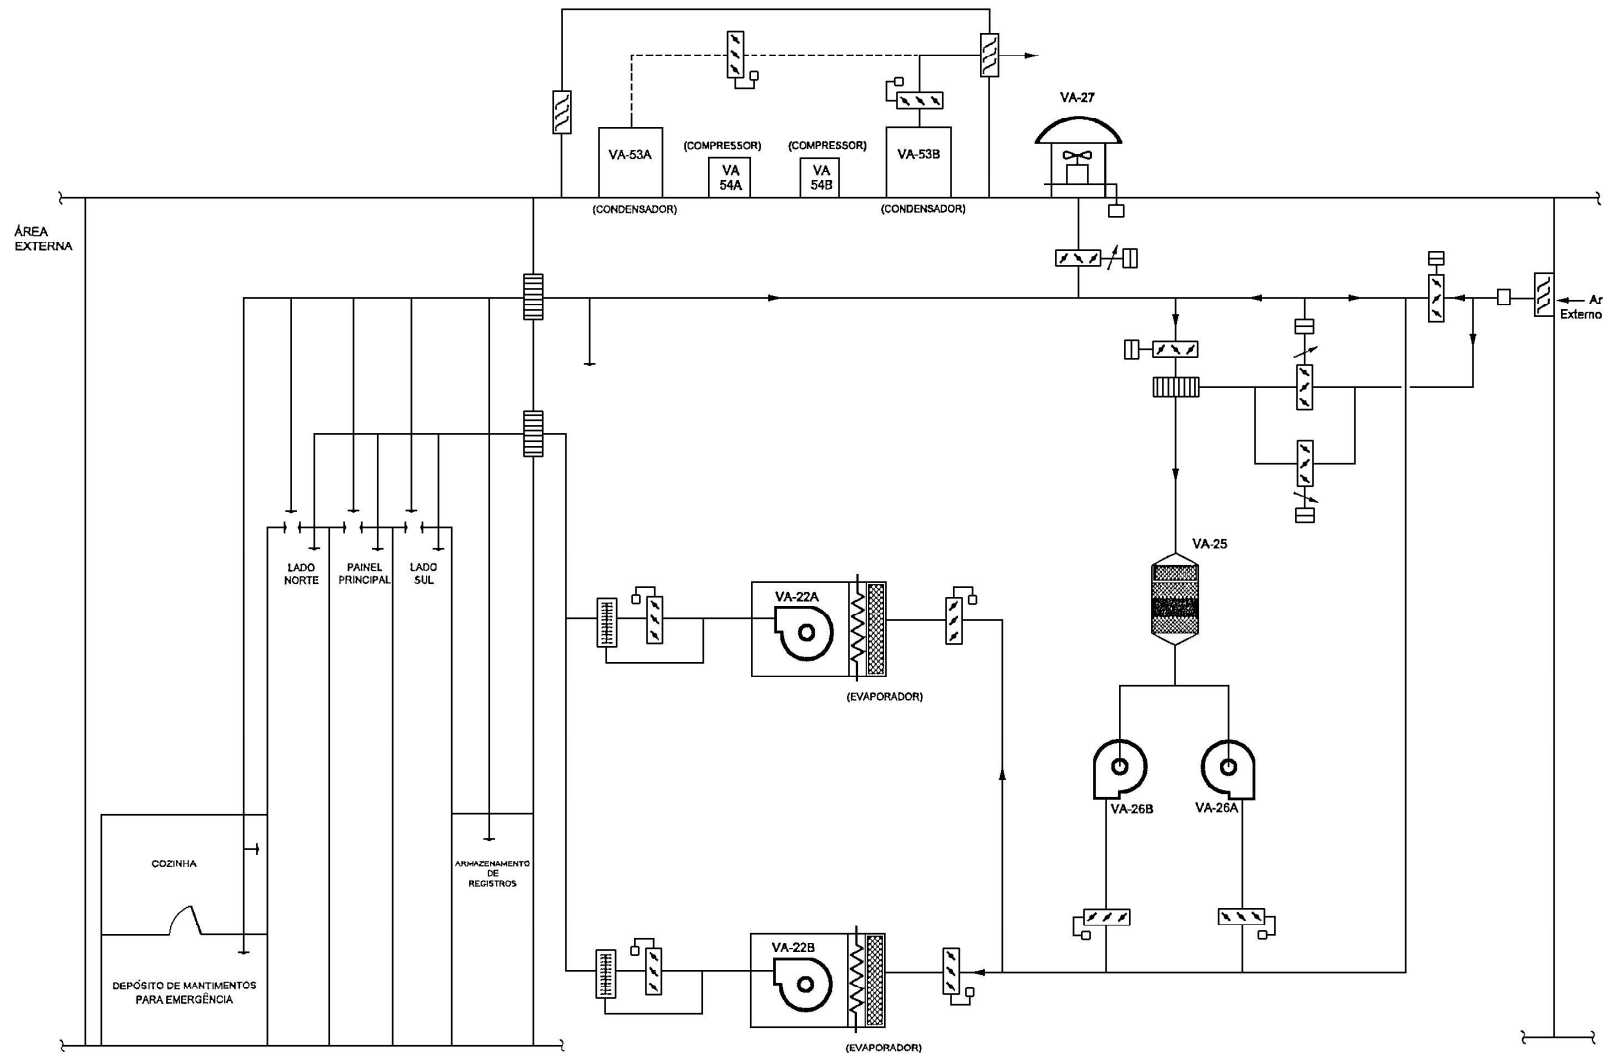 VA-27
VA-53A
(COMPRESSOR)
VA
54A
(COMPRESSOR)
VA
54B
VA-53B
(CONDENSADOR)
(CONDENSADOR)
ÁREA
EXTERNA
Ar
Externo
VA-25
LADO
NORTE
PAINEL
PRINCIPAL
LADO
SUL
VA-22A
(EVAPORADOR)
VA-26B
VA-26A
COZINHA
ARMAZENAMENTO
DE
REGISTROS
VA-22B
DEPÓSITO DE MANTIMENTOS
PARA EMERGÊNCIA
(EVAPORADOR)